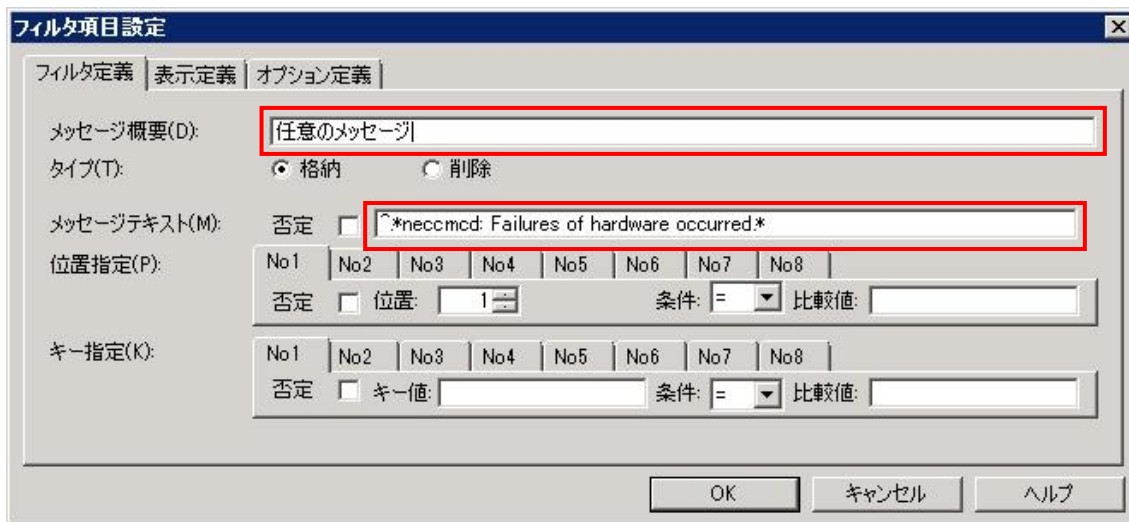 フィルタ項目設定
フィルタ定義 表示定義 オプション定義
メッセージ概要(D): 任意のメッセージ
タイプ(T): 格納 削除
メッセージテキスト(M): 否定 ^.*neccmcd: Failures of hardware occurred.*
位置指定(P): No1 No2 No3 No4 No5 No6 No7 No8
否定 位置: 1 条件: = 比較値:
キー指定(K): No1 No2 No3 No4 No5 No6 No7 No8
否定 キー値: 条件: = 比較値:
OK キャンセル ヘルプ